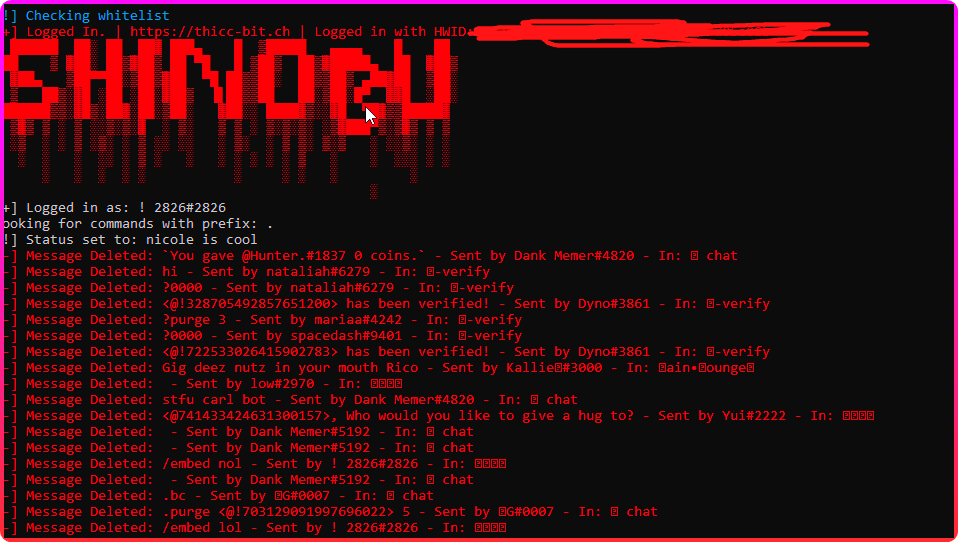 !] Checking whitelist
+] Logged In. | https://thicc-bit.ch | Logged in with HWID:
+] Logged in as: ! 2826#2826
ooking for commands with prefix: .
!] Status set to: nicole is cool
-] Message Deleted: `You gave @Hunter.#1837 0 coins.` - Sent by Dank Memer#4820 - In: ⍰ chat
-] Message Deleted: hi - Sent by nataliah#6279 - In: ⍰-verify
-] Message Deleted: ?0000 - Sent by nataliah#6279 - In: ⍰-verify
-] Message Deleted: <@!328705492857651200> has been verified! - Sent by Dyno#3861 - In: ⍰-verify
-] Message Deleted: ?purge 3 - Sent by mariaa#4242 - In: ⍰-verify
-] Message Deleted: ?0000 - Sent by spacedash#9401 - In: ⍰-verify
-] Message Deleted: <@!722533026415902783> has been verified! - Sent by Dyno#3861 - In: ⍰-verify
-] Message Deleted: Gig deez nutz in your mouth Rico - Sent by Kallie⍰#3000 - In: ⍰ain•⍰ounge⍰
-] Message Deleted:  - Sent by low#2970 - In: ⍰⍰⍰⍰
-] Message Deleted: stfu carl bot - Sent by Dank Memer#4820 - In: ⍰ chat
-] Message Deleted: <@741433424631300157>, Who would you like to give a hug to? - Sent by Yui#2222 - In: ⍰⍰⍰⍰
-] Message Deleted:  - Sent by Dank Memer#5192 - In: ⍰ chat
-] Message Deleted:  - Sent by Dank Memer#5192 - In: ⍰ chat
-] Message Deleted: /embed nol - Sent by ! 2826#2826 - In: ⍰⍰⍰⍰
-] Message Deleted:  - Sent by Dank Memer#5192 - In: ⍰ chat
-] Message Deleted: .bc - Sent by ⍰G#0007 - In: ⍰ chat
-] Message Deleted: .purge <@!703129091997696022> 5 - Sent by ⍰G#0007 - In: ⍰ chat
-] Message Deleted: /embed lol - Sent by ! 2826#2826 - In: ⍰⍰⍰⍰